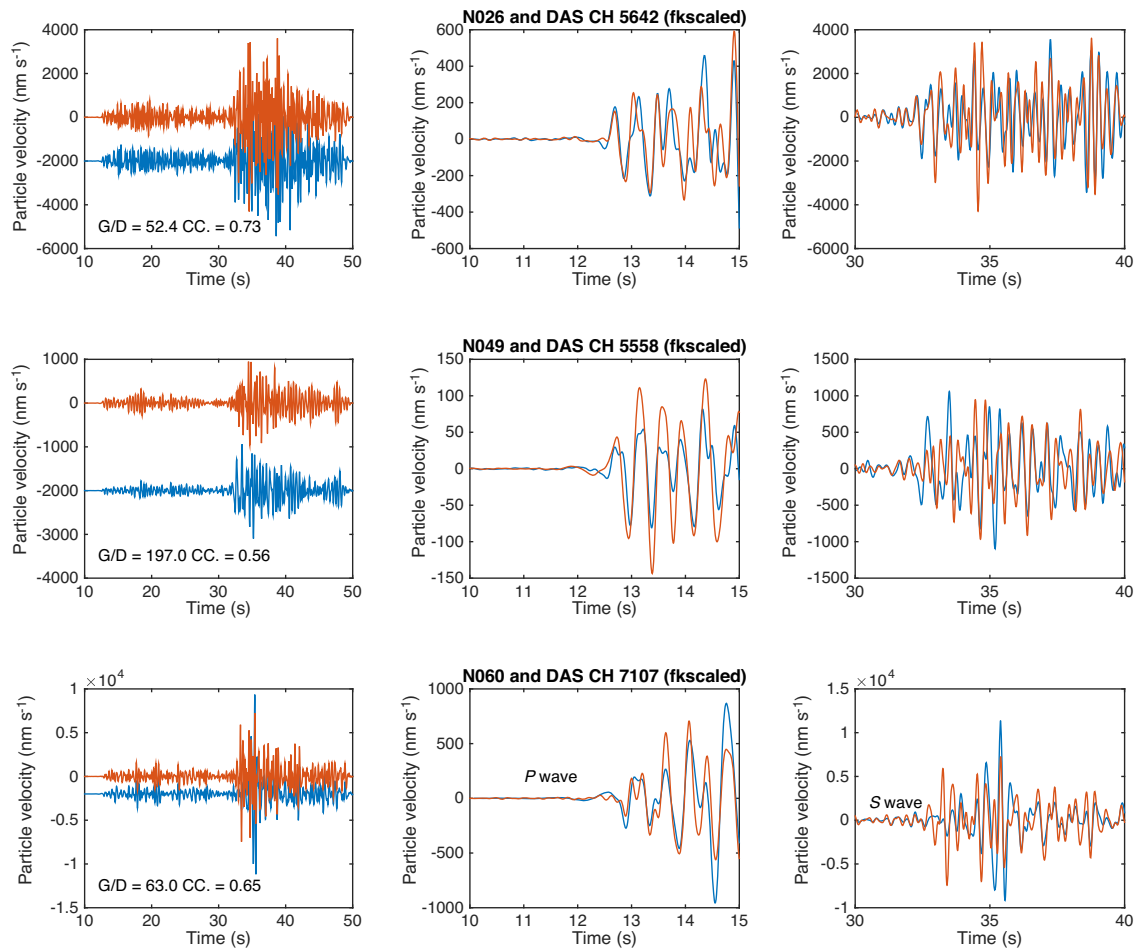 N026 and DAS CH 5642 (fkscaled)
Particle velocity (nm s⁻¹)
4000
2000
0
-2000
-4000
-6000
G/D = 52.4 CC. = 0.73
10 20 30 40 50
Time (s)
Particle velocity (nm s⁻¹)
600
400
200
0
-200
-400
-600
10 11 12 13 14 15
Time (s)
Particle velocity (nm s⁻¹)
4000
2000
0
-2000
-4000
-6000
30 35 40
Time (s)
N049 and DAS CH 5558 (fkscaled)
Particle velocity (nm s⁻¹)
1000
0
-1000
-2000
-3000
-4000
G/D = 197.0 CC. = 0.56
10 20 30 40 50
Time (s)
Particle velocity (nm s⁻¹)
150
100
50
0
-50
-100
-150
10 11 12 13 14 15
Time (s)
Particle velocity (nm s⁻¹)
1500
1000
500
0
-500
-1000
-1500
30 35 40
Time (s)
N060 and DAS CH 7107 (fkscaled)
× 10⁴
Particle velocity (nm s⁻¹)
1
0.5
0
-0.5
-1
-1.5
G/D = 63.0 CC. = 0.65
10 20 30 40 50
Time (s)
Particle velocity (nm s⁻¹)
1000
500
0
-500
-1000
P wave
10 11 12 13 14 15
Time (s)
× 10⁴
Particle velocity (nm s⁻¹)
1.5
1
0.5
0
-0.5
-1
S wave
30 35 40
Time (s)